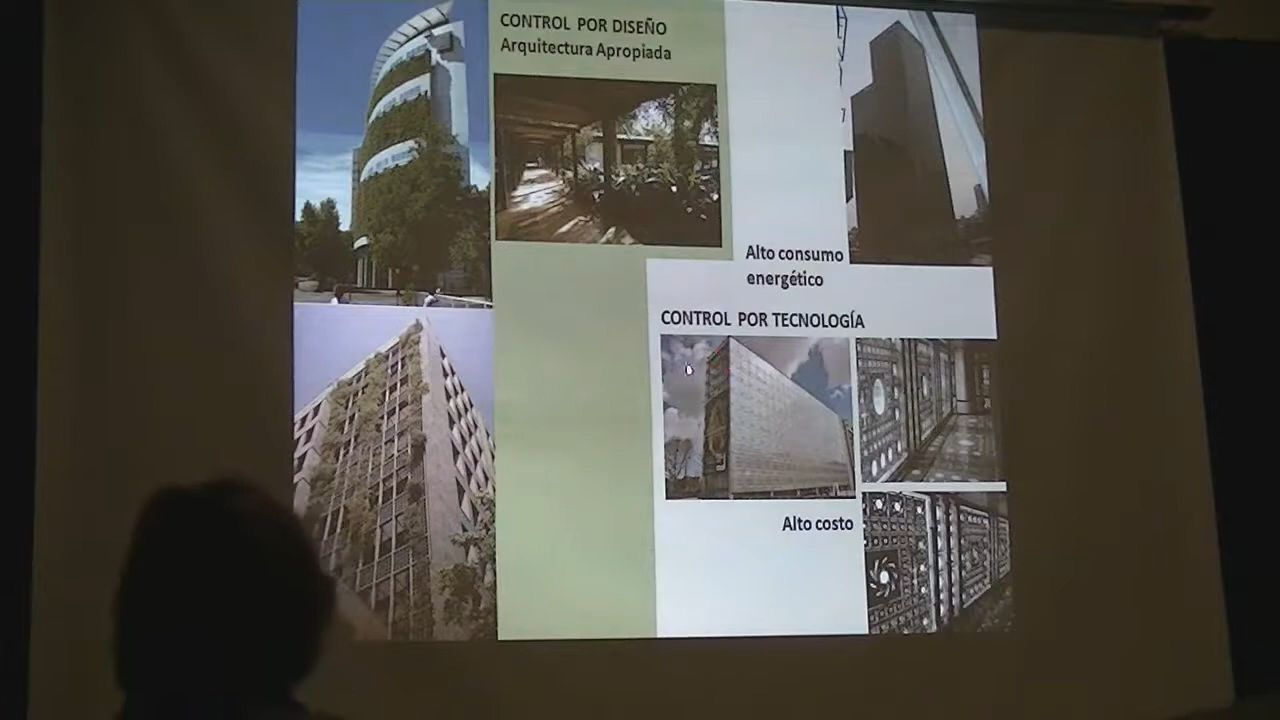 CONTROL POR DISEÑO
Arquitectura Apropiada
Alto consumo
energético
CONTROL POR TECNOLOGÍA
Alto costo